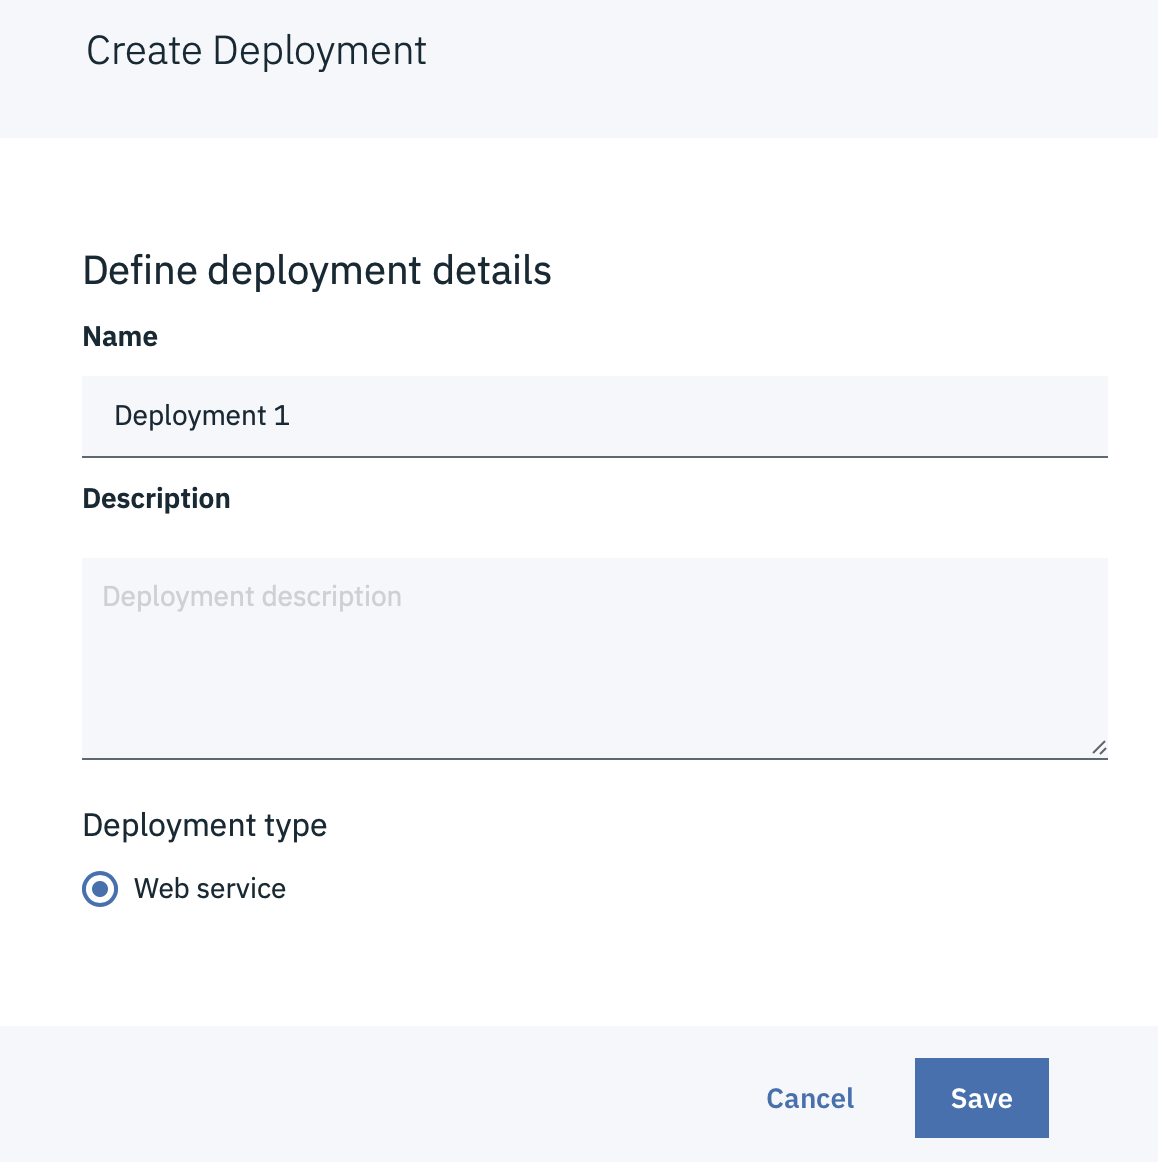 Create Deployment
Define deployment details
Name
Deployment 1
Description
Deployment description
Deployment type
Web service
Cancel
Save